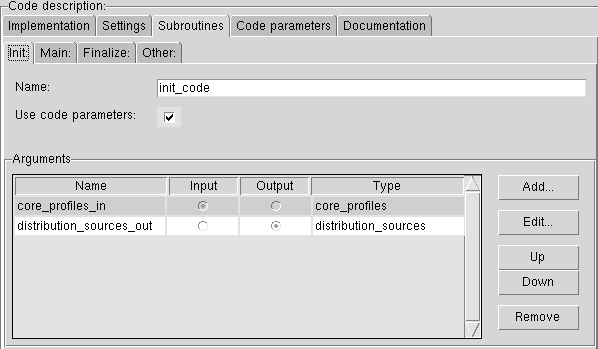 Code description:
Implementation Settings Subroutines Code parameters Documentation
Init: Main: Finalize: Other:
Name: init_code
Use code parameters:
Arguments
Name Input Output Type Add...
core_profiles_in core_profiles
distribution_sources_out distribution_sources Edit...
Up
Down
Remove